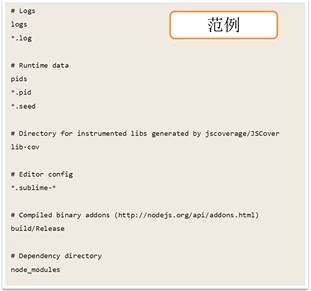 # Logs
范例
logs
*.log
# Runtime data
pids
*.pid
*.seed
# Directory for instrumented libs generated by jscoverage/JSCover
lib-cov
# Editor config
*.sublime-*
# Compiled binary addons (http://nodejs.org/api/addons.html)
build/Release
# Dependency directory
node_modules